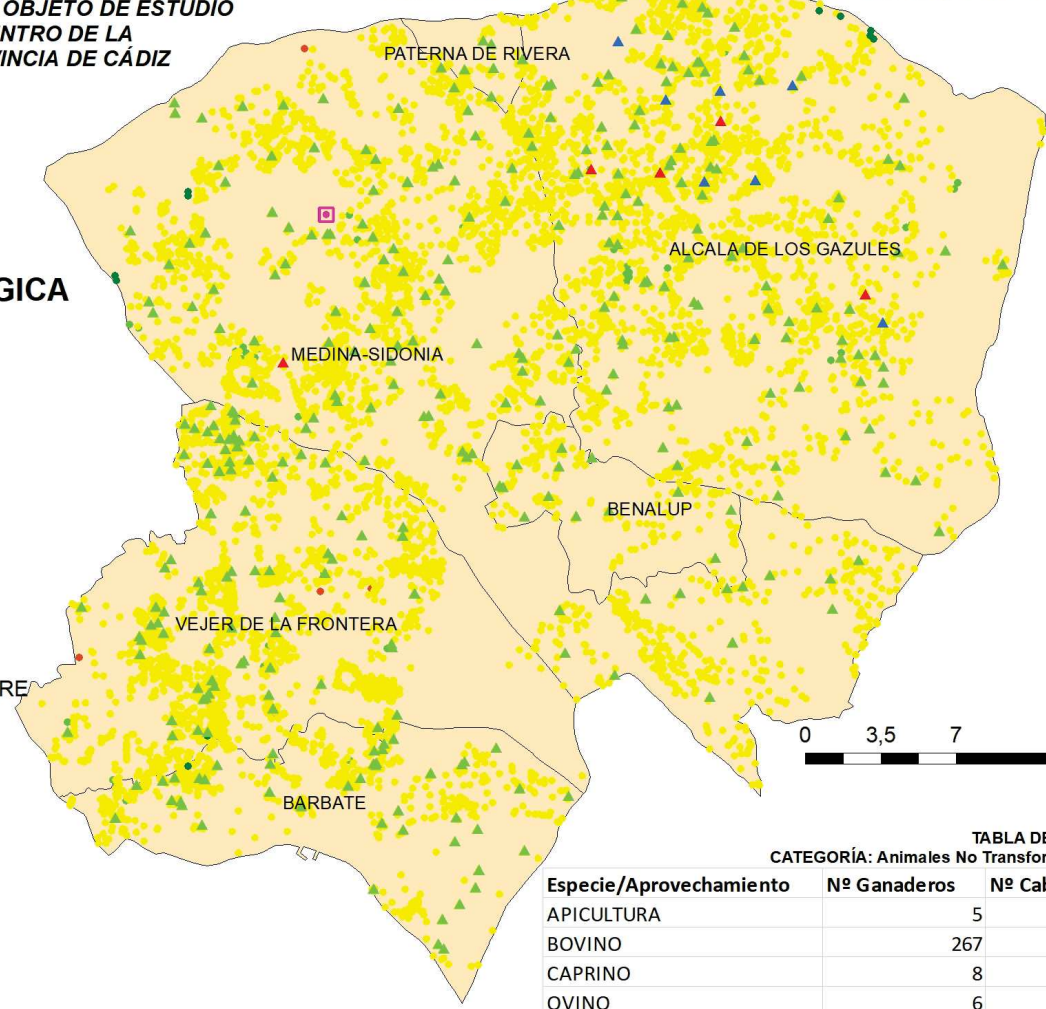 OBJETO DE ESTUDIO
NTRO DE LA
INCIA DE CÁDIZ
PATERNA DE RIVERA
ALCALA DE LOS GAZULES
GICA
MEDINA-SIDONIA
BENALUP
VEJER DE LA FRONTERA
RE
0 3,5 7
BARBATE
TABLA DE
CATEGORÍA: Animales No Transfor
Especie/Aprovechamiento Nº Ganaderos Nº Cab
APICULTURA 5
BOVINO 267
CAPRINO 8
OVINO 6